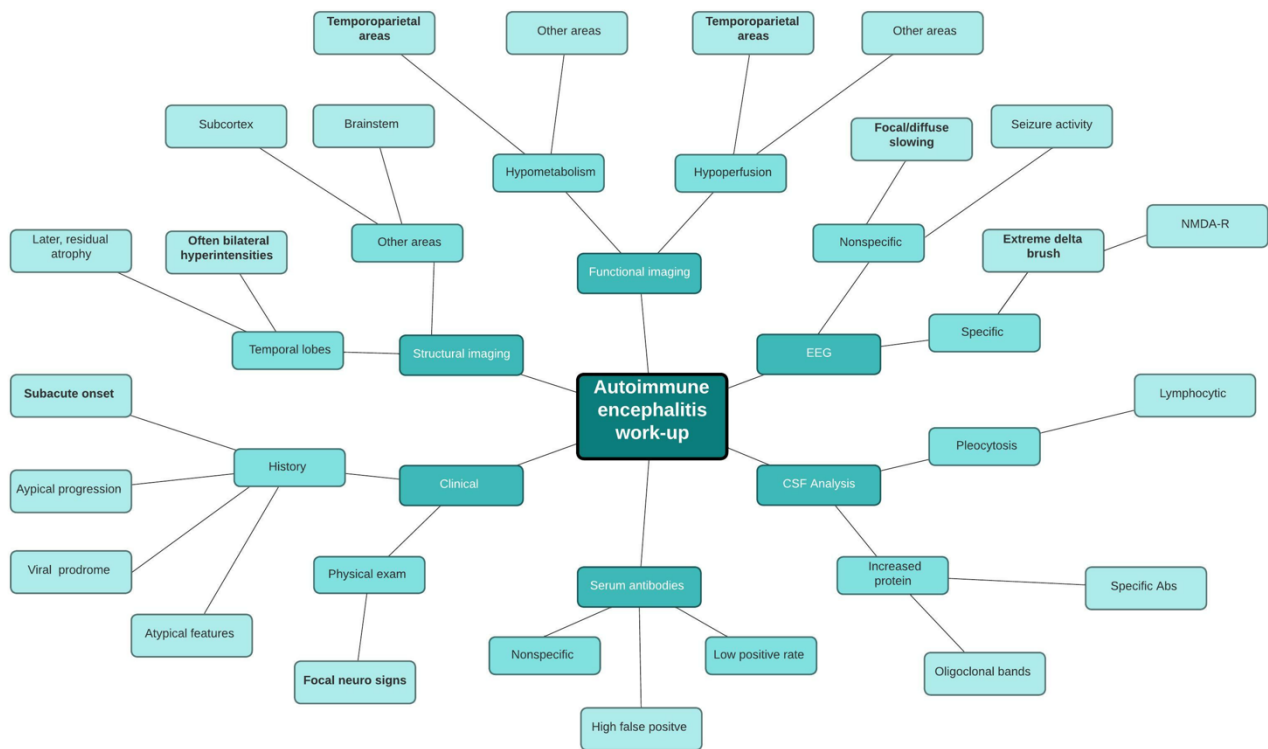 Temporoparietal
areas
Other areas
Temporoparietal
areas
Other areas
Subcortex
Brainstem
Focal/diffuse
slowing
Seizure activity
Hypometabolism
Hypoperfusion
Later, residual
atrophy
Often bilateral
hyperintensities
Other areas
Functional imaging
Nonspecific
Extreme delta
brush
NMDA-R
Temporal lobes
Structural imaging
EEG
Specific
Subacute onset
Autoimmune
encephalitis
work-up
Lymphocytic
Pleocytosis
History
Clinical
CSF Analysis
Aypical progression
Viral prodrome
Physical exam
Serum antibodies
Increased
protein
Specific Abs
Atypical features
Nonspecific
Low positive rate
Focal neuro signs
Oligoclonal bands
High false positve